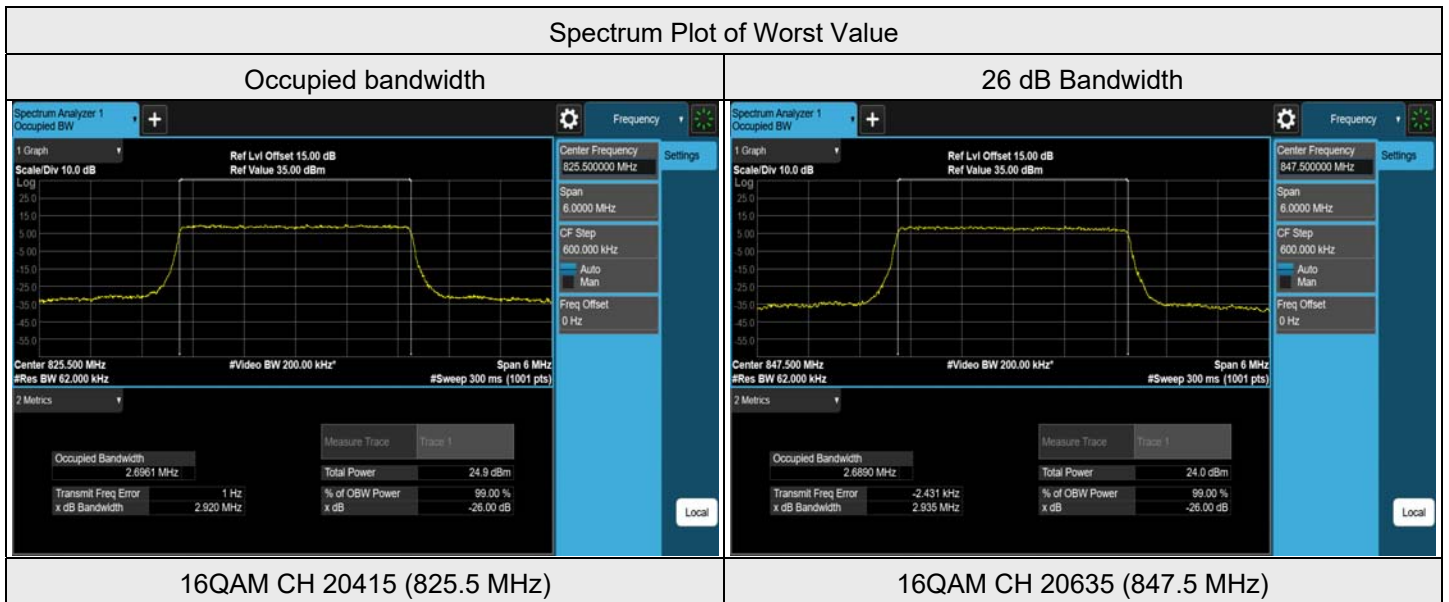 Spectrum Plot of Worst Value
Occupied bandwidth
26 dB Bandwidth
Spectrum Analyzer 1
Occupied BW
+
Frequency
1 Graph
Scale/Div 10.0 dB
Ref Lvl Offset 15.00 dB
Ref Value 35.00 dBm
Log
25.0
15.0
5.00
-5.00
-15.0
-25.0
-35.0
-45.0
-55.0
Center 825.500 MHz
#Res BW 62.000 kHz
#Video BW 200.00 kHz*
Span 6 MHz
#Sweep 300 ms (1001 pts)
Center Frequency
825.500000 MHz
Settings
Span
6.0000 MHz
CF Step
600.000 kHz
Auto
Man
Freq Offset
0 Hz
2 Metrics
Measure Trace Trace 1
Occupied Bandwidth
2.6961 MHz
Total Power 24.9 dBm
Transmit Freq Error 1 Hz
% of OBW Power 99.00 %
x dB Bandwidth 2.920 MHz
x dB -26.00 dB
Local
Spectrum Analyzer 1
Occupied BW
+
Frequency
1 Graph
Scale/Div 10.0 dB
Ref Lvl Offset 15.00 dB
Ref Value 35.00 dBm
Log
25.0
15.0
5.00
-5.00
-15.0
-25.0
-35.0
-45.0
-55.0
Center 847.500 MHz
#Res BW 62.000 kHz
#Video BW 200.00 kHz*
Span 6 MHz
#Sweep 300 ms (1001 pts)
Center Frequency
847.500000 MHz
Settings
Span
6.0000 MHz
CF Step
600.000 kHz
Auto
Man
Freq Offset
0 Hz
2 Metrics
Measure Trace Trace 1
Occupied Bandwidth
2.6890 MHz
Total Power 24.0 dBm
Transmit Freq Error -2.431 kHz
% of OBW Power 99.00 %
x dB Bandwidth 2.935 MHz
x dB -26.00 dB
Local
16QAM CH 20415 (825.5 MHz)
16QAM CH 20635 (847.5 MHz)